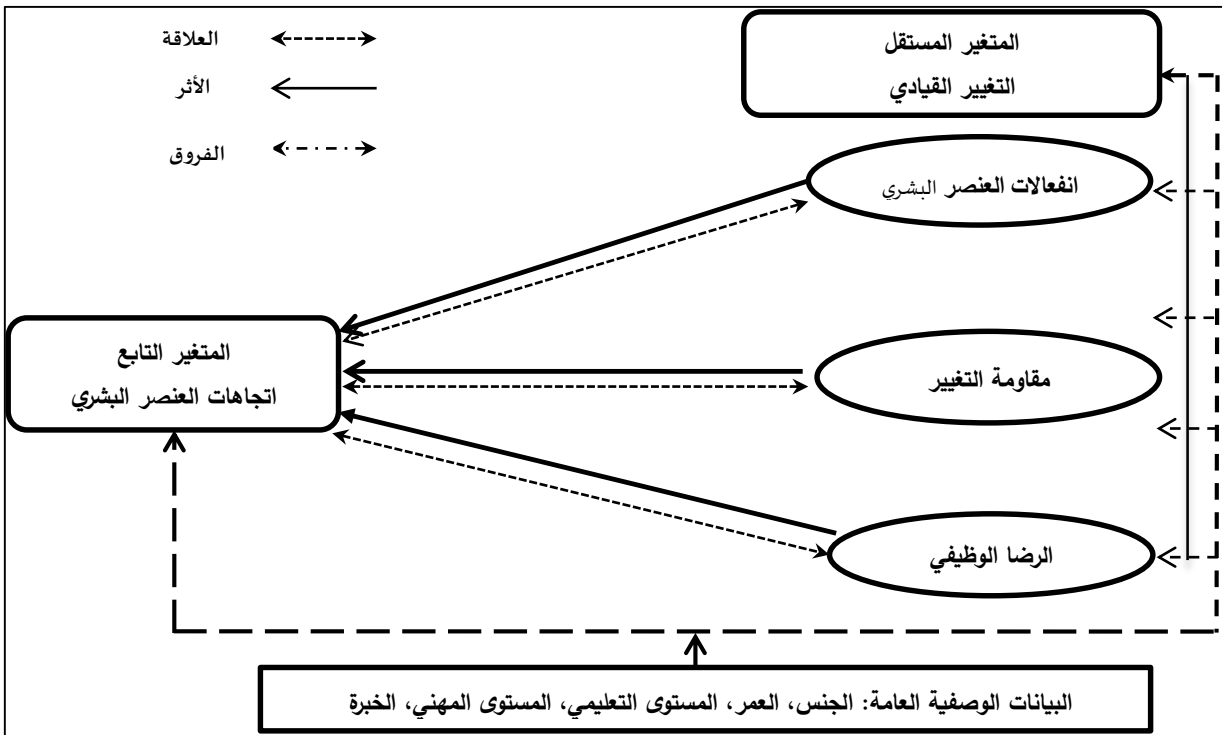 المتغير المستقل
التغيير القيادي
العلاقة
الأثر
الفروق
انفعالات العنصر البشري
المتغير التابع
اتجاهات العنصر البشري
مقاومة التغيير
الرضا الوظيفي
البيانات الوصفية العامة: الجنس، العمر، المستوى التعليمي، المستوى المهني، الخبرة